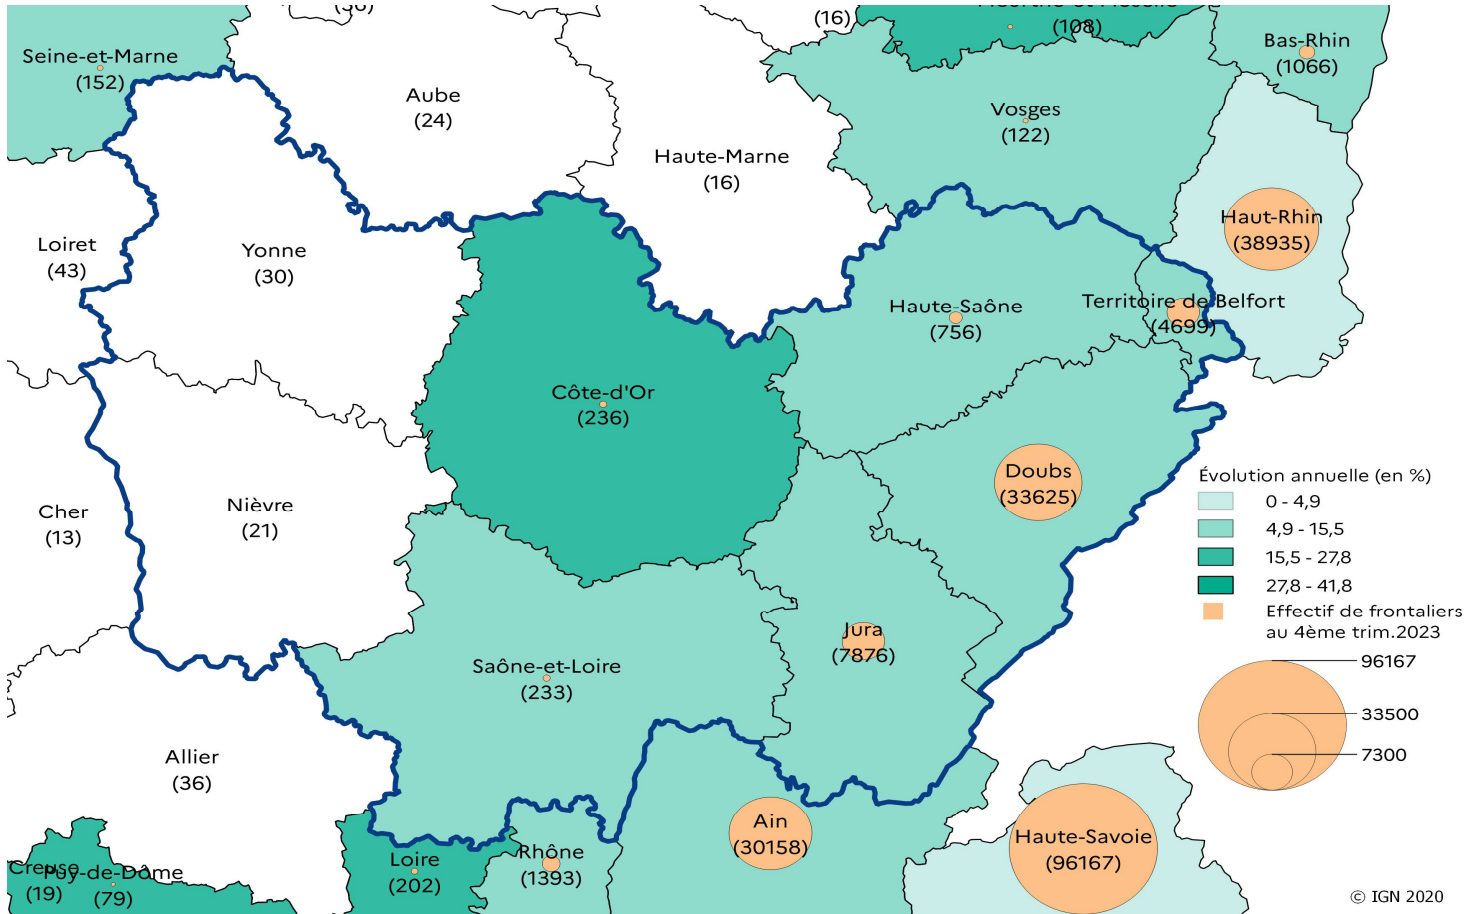 (16)
(108)
Seine-et-Marne
(152)
Bas-Rhin
(1066)
Aube
(24)
Vosges
(122)
Haute-Marne
(16)
Haut-Rhin
(38935)
Loiret
(43)
Yonne
(30)
Haute-Saône
(756)
Territoire de Belfort
(4699)
Côte-d'Or
(236)
Doubs
(33625)
Cher
(13)
Nièvre
(21)
Évolution annuelle (en %)
0 - 4,9
4,9 - 15,5
15,5 - 27,8
27,8 - 41,8
Effectif de frontaliers
au 4ème trim.2023
96167
33500
7300
Jura
(7876)
Saône-et-Loire
(233)
Allier
(36)
Ain
(30158)
Haute-Savoie
(96167)
Loire
(202)
Rhône
(1393)
Creuse
(19)
Puy-de-Dôme
(79)
© IGN 2020